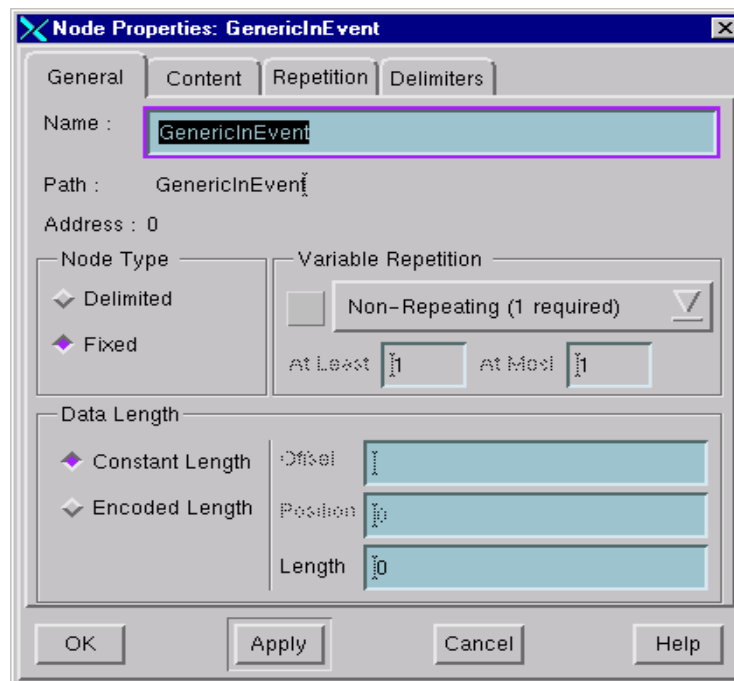 Node Properties: GenericInEvent
General Content Repetition Delimiters
Name : GenericInEvent
Path : GenericInEvent
Address : 0
Node Type Variable Repetition
Delimited Non-Repeating (1 required)
Fixed At Least 1 At Most 1
Data Length
Constant Length Offset
Encoded Length Position 0
Length 0
OK Apply Cancel Help